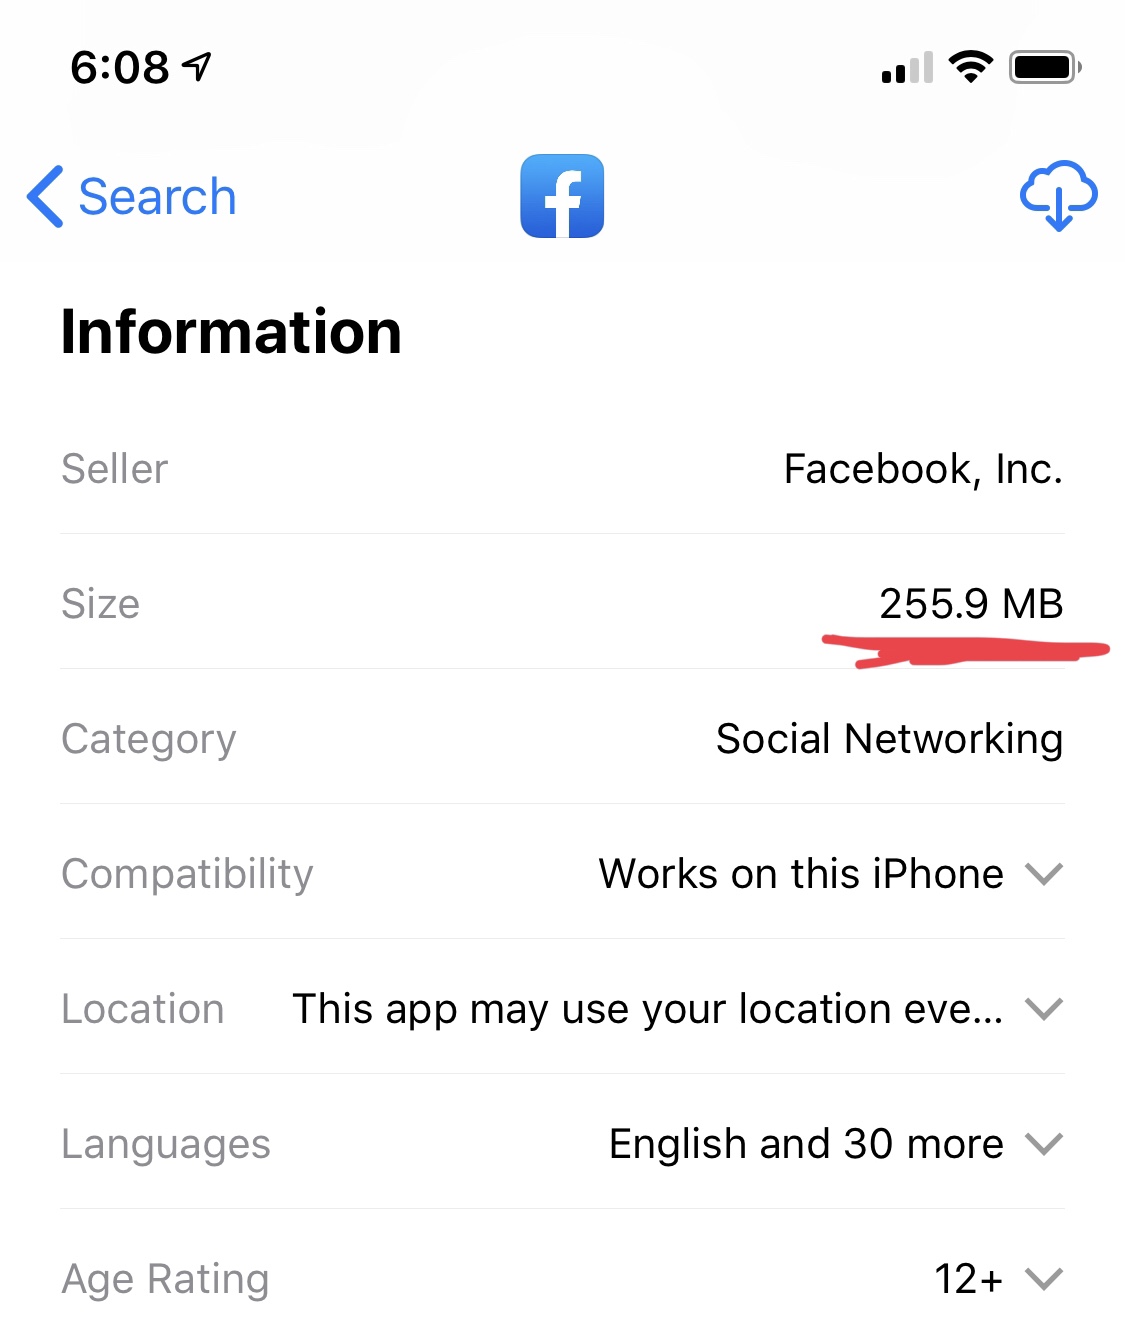 6:08
Search
Information
Seller Facebook, Inc.
Size 255.9 MB
Category Social Networking
Compatibility Works on this iPhone
Location This app may use your location eve...
Languages English and 30 more
Age Rating 12+